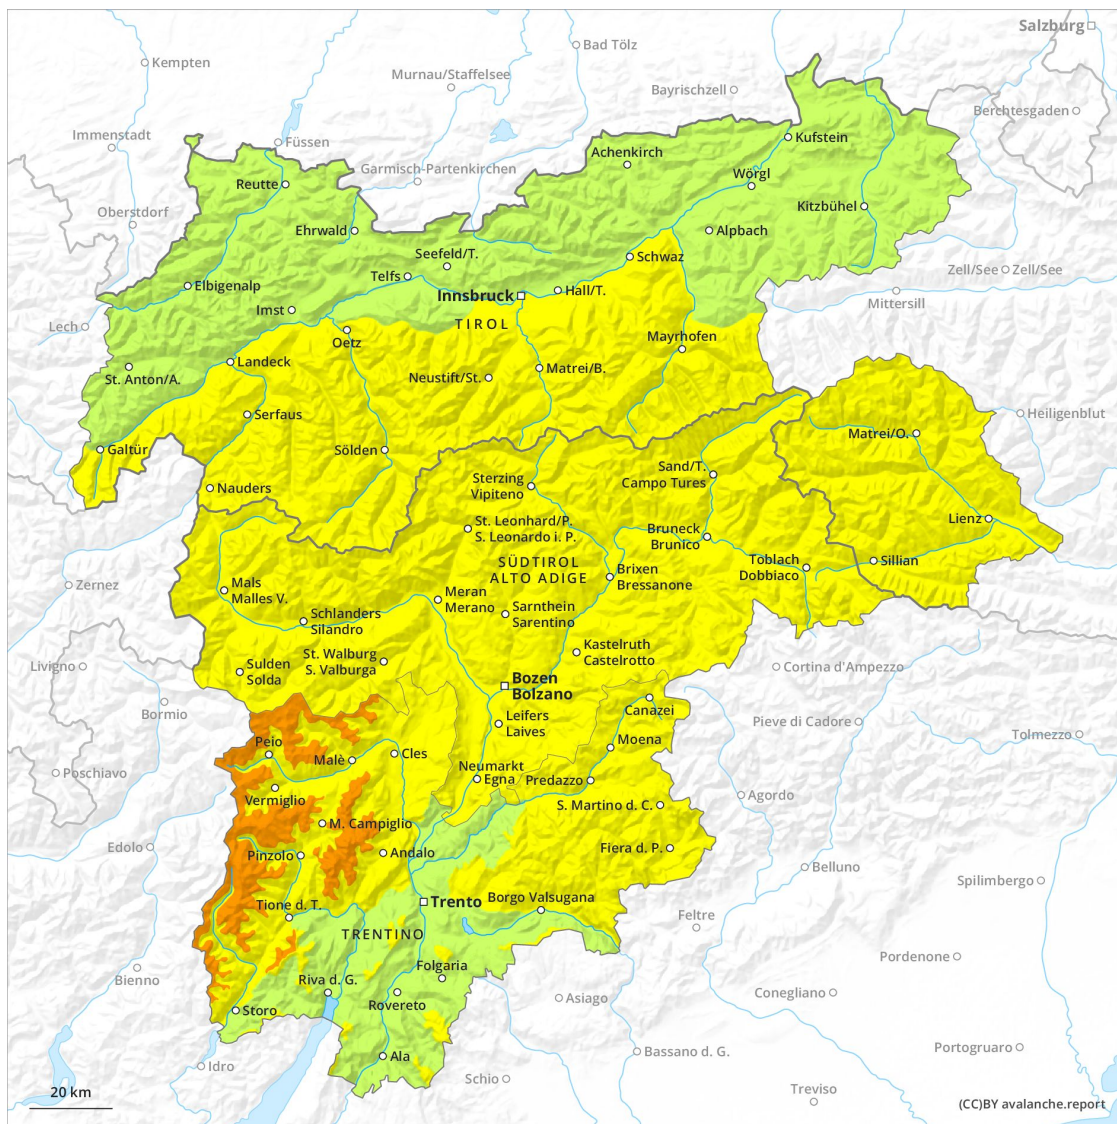 Salzburg
Bad Tölz
Kempten
Murnau/Staffelsee
Bayrischzell
Berchtesgaden
Immenstadt
Füssen
Kufstein
Achenkirch
Garmisch-Partenkirchen
Wörgl
Reutte
Kitzbühel
Oberstdorf
Ehrwald
Alpbach
Seefeld/T.
Schwaz
Zell/See
Zell/See
Telfs
Elbigenalp
Hall/T.
Innsbruck
Mittersill
Imst
TIROL
Lech
Oetz
Mayrhofen
Landeck
Matrei/B.
St. Anton/A.
Neustift/St.
Serfaus
Heiligenblut
Matrei/O.
Galtür
Sölden
Sand/T.
Campo Tures
Sterzing
Vipiteno
Nauders
Lienz
St. Leonhard/P.
S. Leonardo i. P.
Bruneck
Brunico
SÜDTIROL
ALTO ADIGE
Toblach
Dobbiaco
Sillian
Brixen
Bressanone
Zernez
Mals
Malles V.
Meran
Merano
Sarnthein
Sarentino
Schlanders
Silandro
Kastelruth
Castelrotto
St. Walburg
S. Valburga
Livigno
Sulden
Solda
Cortina d'Ampezzo
Bozen
Bolzano
Canazei
Bormio
Leifers
Laives
Pieve di Cadore
Moena
Tolmezzo
Peio
Cles
Malè
Neumarkt
Egna
Predazzo
Poschiavo
Vermiglio
Agordo
S. Martino d. C.
M. Campiglio
Edolo
Pinzolo
Andalo
Fiera d. P.
Belluno
Spilimbergo
Trento
Borgo Valsugana
Tione d. T.
Feltre
TRENTINO
Pordenone
Folgaria
Bienno
Riva d. G.
Rovereto
Asiago
Conegliano
Storo
Portogruaro
Ala
Bassano d. G.
Idro
Schio
Treviso
20 km
(CC)BY avalanche.report